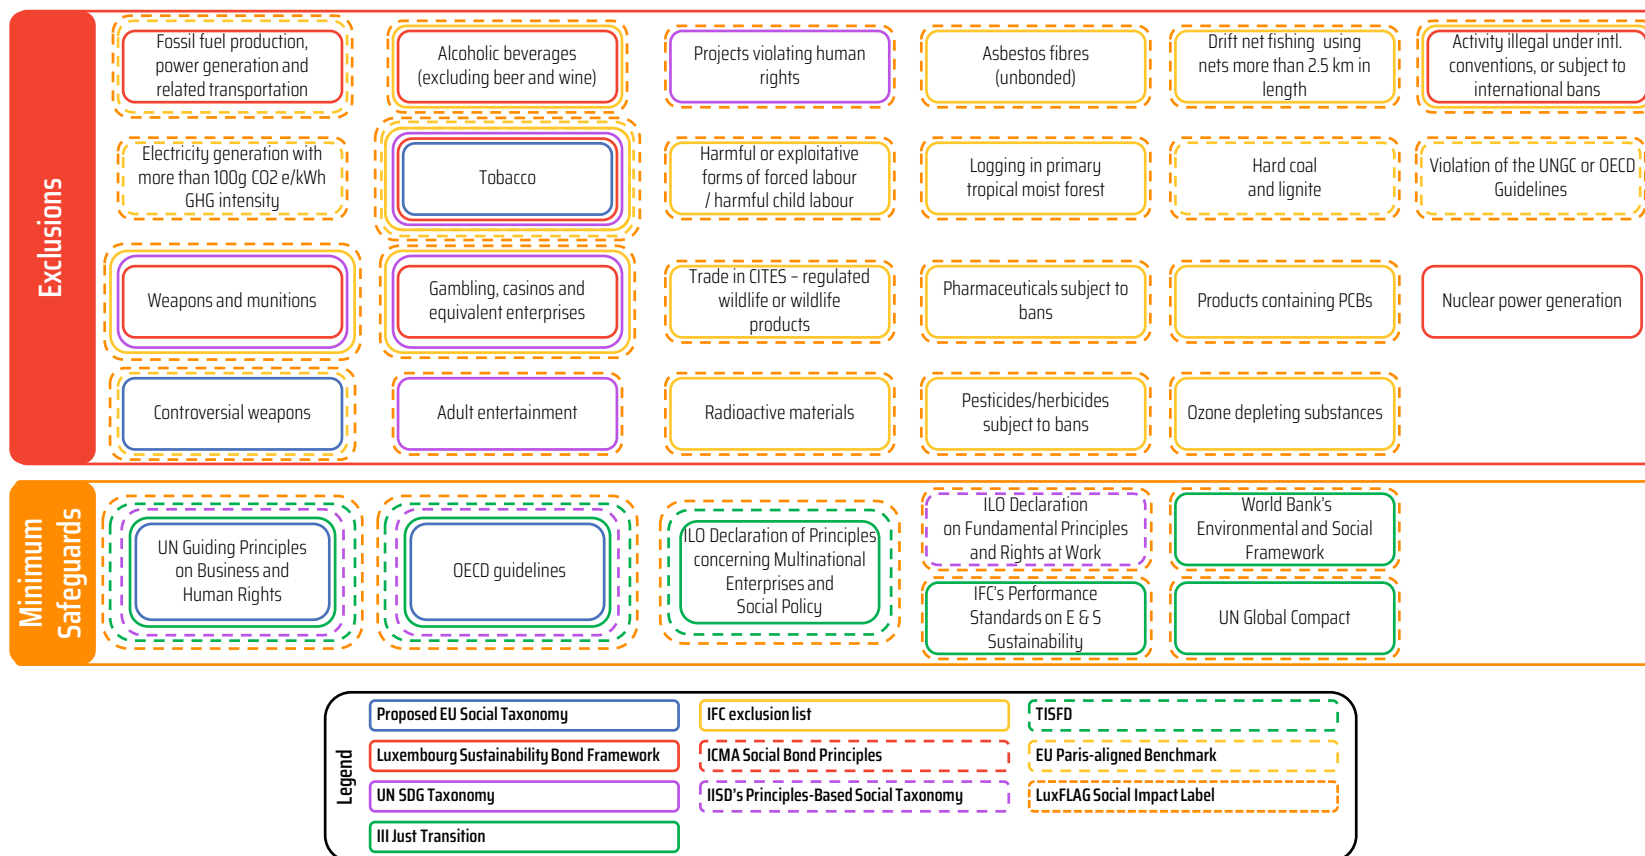 Exclusions
Fossil fuel production,
power generation and
related transportation
Alcoholic beverages
(excluding beer and wine)
Projects violating human
rights
Asbestos fibres
(unbonded)
Drift net fishing using
nets more than 2.5 km in
length
Activity illegal under intl.
conventions, or subject to
international bans
Electricity generation with
more than 100g CO2 e/kWh
GHG intensity
Tobacco
Harmful or exploitative
forms of forced labour
/ harmful child labour
Logging in primary
tropical moist forest
Hard coal
and lignite
Violation of the UNGC or OECD
Guidelines
Weapons and munitions
Gambling, casinos and
equivalent enterprises
Trade in CITES – regulated
wildlife or wildlife
products
Pharmaceuticals subject to
bans
Products containing PCBs
Nuclear power generation
Controversial weapons
Adult entertainment
Radioactive materials
Pesticides/herbicides
subject to bans
Ozone depleting substances
Minimum
Safeguards
UN Guiding Principles
on Business and
Human Rights
OECD guidelines
ILO Declaration of Principles
concerning Multinational
Enterprises and
Social Policy
ILO Declaration
on Fundamental Principles
and Rights at Work
World Bank's
Environmental and Social
Framework
IFC's Performance
Standards on E & S
Sustainability
UN Global Compact
Legend
Proposed EU Social Taxonomy
IFC exclusion list
TISFD
Luxembourg Sustainability Bond Framework
ICMA Social Bond Principles
EU Paris-aligned Benchmark
UN SDG Taxonomy
IISD's Principles-Based Social Taxonomy
LuxFLAG Social Impact Label
III Just Transition